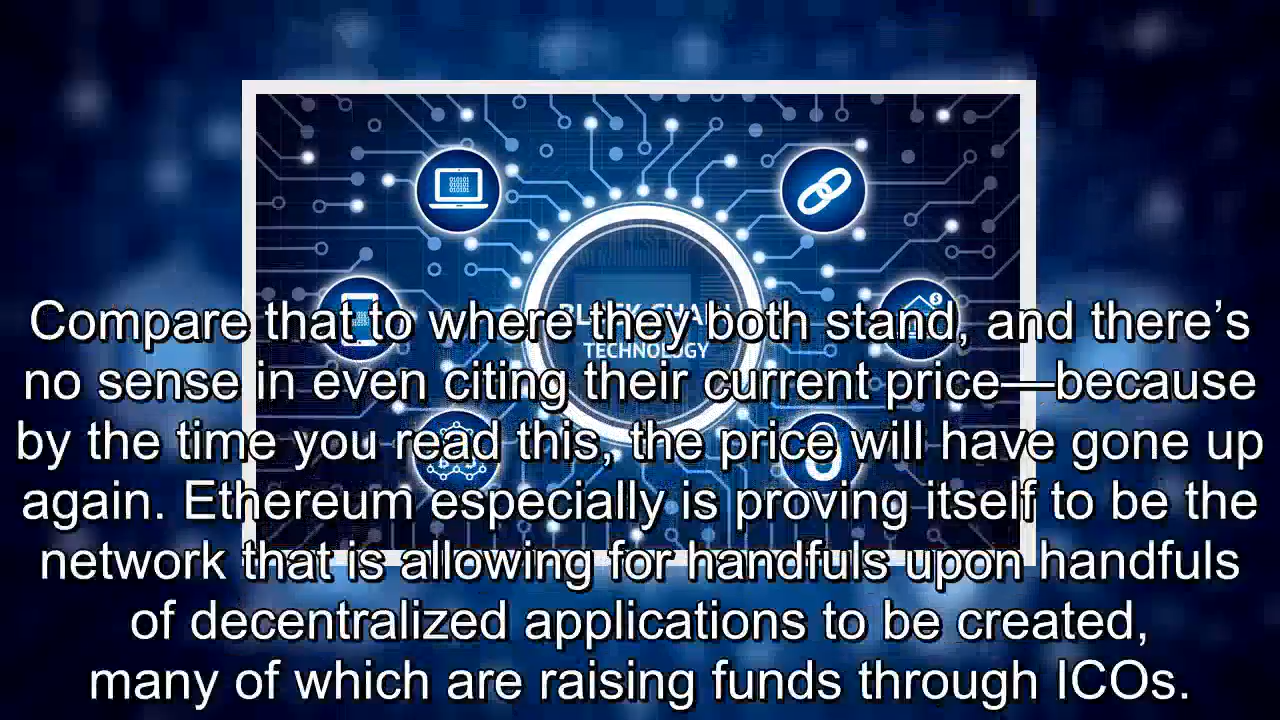 BLOCK CHAIN
TECHNOLOGY
Compare that to where they both stand, and there’s
no sense in even citing their current price—because
by the time you read this, the price will have gone up
again. Ethereum especially is proving itself to be the
network that is allowing for handfuls upon handfuls
of decentralized applications to be created,
many of which are raising funds through ICOs.